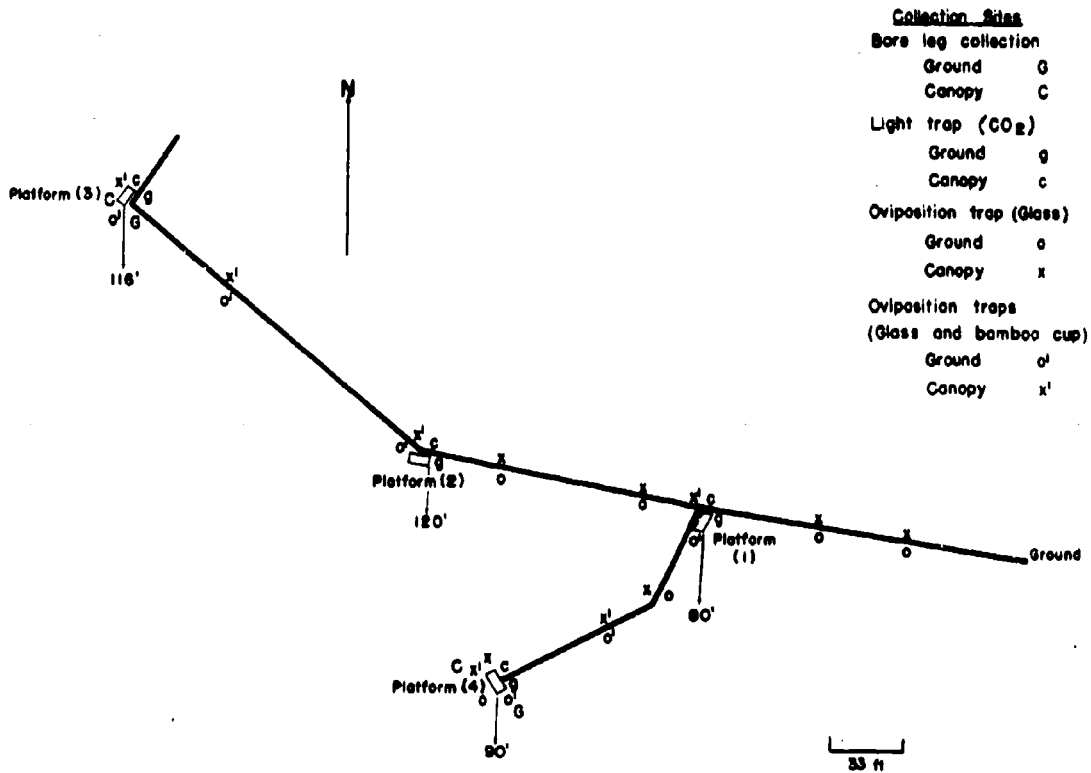 Collection Sites
Bare leg collection
Ground G
Canopy C
Light trap (CO2)
Ground g
Canopy c
Oviposition trap (Glass)
Ground o
Canopy x
Oviposition traps
(Glass and bamboo cup)
Ground o'
Canopy x'
N
x' c
Platform (3) C g
o' G
116'
x'
o'
x' c
o' g
Platform (2)
120'
x
o
x
o
x' c
g
o' Platform
(1)
x
o
x
o
Ground
x o
x'
o'
C x' x c
Platform (4) g
o o' G
90'
33 ft